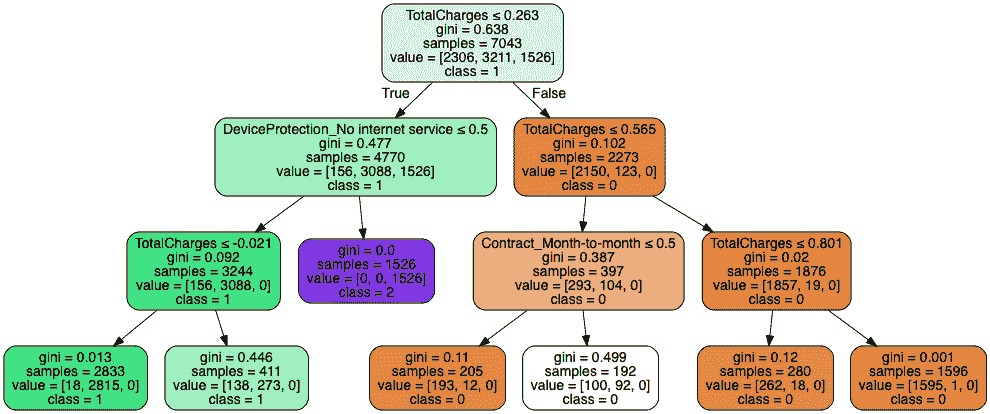 TotalCharges ≤ 0.263
gini = 0.638
samples = 7043
value = [2306, 3211, 1526]
class = 1
True
False
DeviceProtection_No internet service ≤ 0.5
gini = 0.477
samples = 4770
value = [156, 3088, 1526]
class = 1
TotalCharges ≤ 0.565
gini = 0.102
samples = 2273
value = [2150, 123, 0]
class = 0
TotalCharges ≤ -0.021
gini = 0.092
samples = 3244
value = [156, 3088, 0]
class = 1
gini = 0.0
samples = 1526
value = [0, 0, 1526]
class = 2
Contract_Month-to-month ≤ 0.5
gini = 0.387
samples = 397
value = [293, 104, 0]
class = 0
TotalCharges ≤ 0.801
gini = 0.02
samples = 1876
value = [1857, 19, 0]
class = 0
gini = 0.013
samples = 2833
value = [18, 2815, 0]
class = 1
gini = 0.446
samples = 411
value = [138, 273, 0]
class = 1
gini = 0.11
samples = 205
value = [193, 12, 0]
class = 0
gini = 0.499
samples = 192
value = [100, 92, 0]
class = 0
gini = 0.12
samples = 280
value = [262, 18, 0]
class = 0
gini = 0.001
samples = 1596
value = [1595, 1, 0]
class = 0